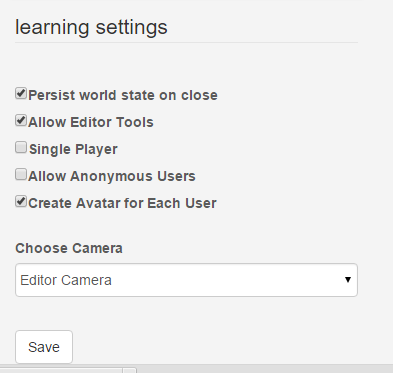 learning settings
Persist world state on close
Allow Editor Tools
Single Player
Allow Anonymous Users
Create Avatar for Each User
Choose Camera
Editor Camera
Save